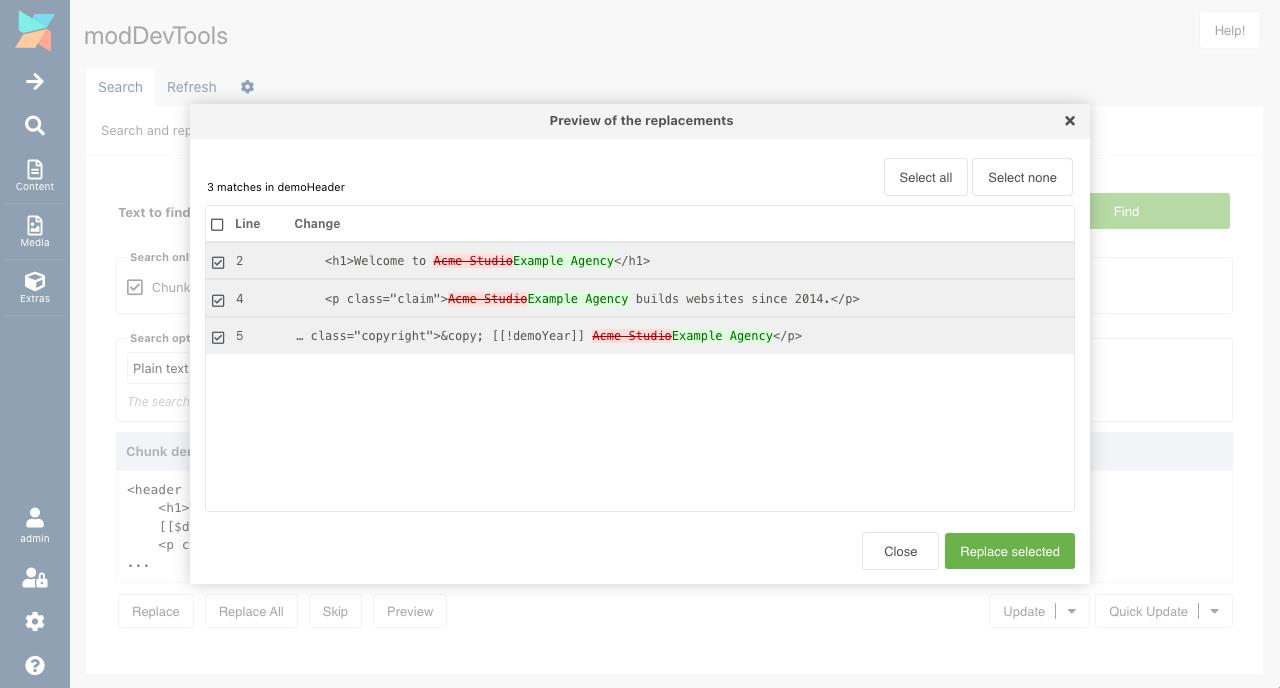 modDevTools
Help!
Search
Refresh
Search and rep
Preview of the replacements
Content
Media
Extras
admin
3 matches in demoHeader
Select all
Select none
Text to find
Find
Line Change
2 <h1>Welcome to Acme StudioExample Agency</h1>
4 <p class="claim">Acme StudioExample Agency builds websites since 2014.</p>
5 … class="copyright">&copy; [[!demoYear]] Acme StudioExample Agency</p>
Search onl
Chunk
Search opt
Plain text
The search
Chunk de
<header
<h1>
[[$d
<p c
...
Close
Replace selected
Replace
Replace All
Skip
Preview
Update
Quick Update